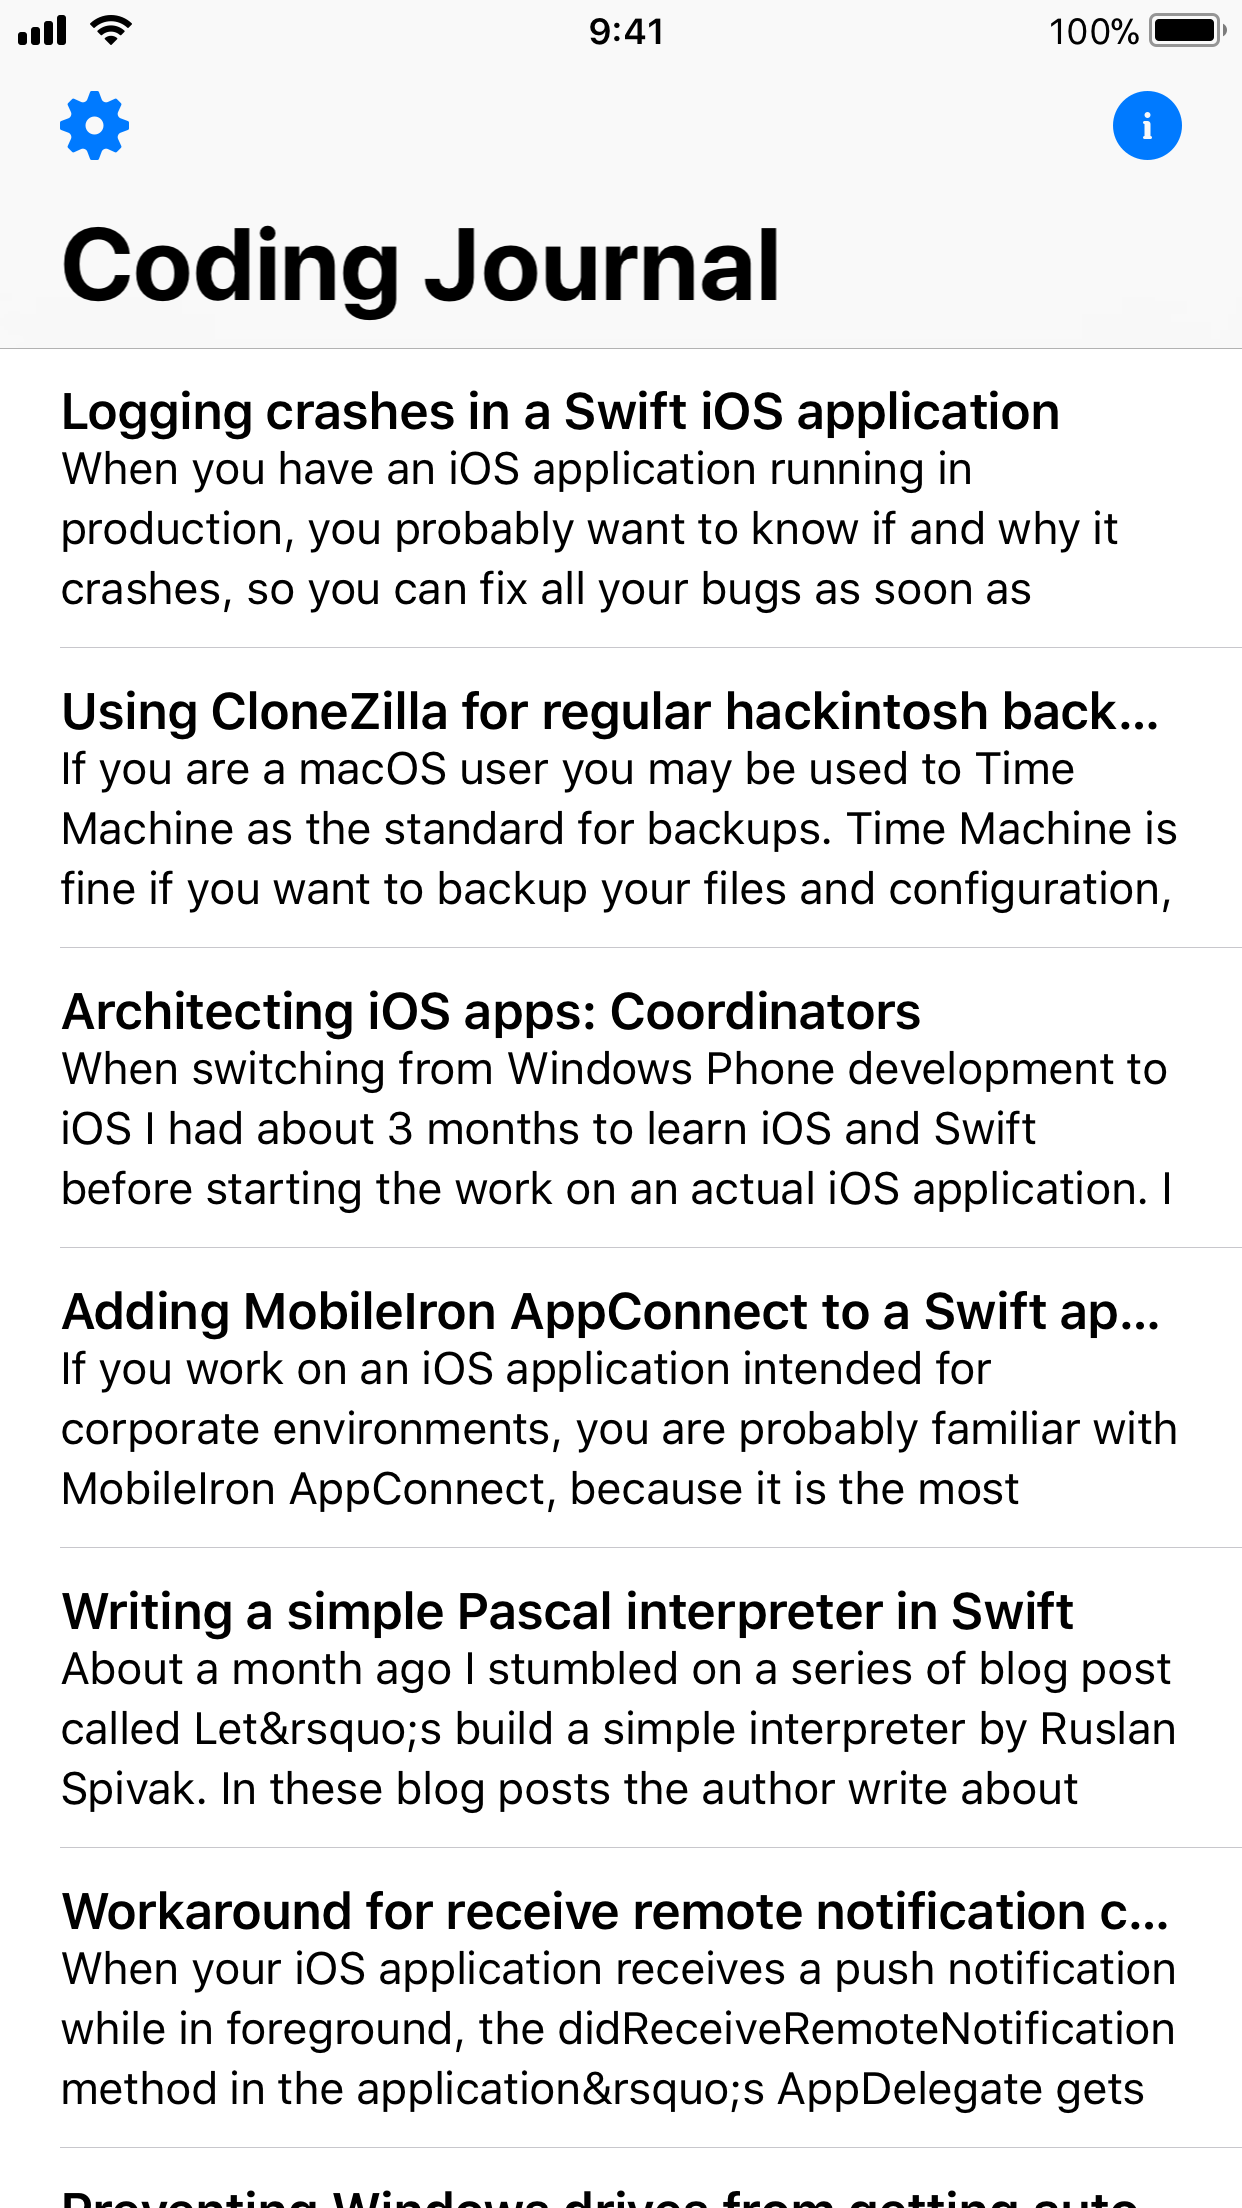 9:41
100%
i
Coding Journal
Logging crashes in a Swift iOS application
When you have an iOS application running in
production, you probably want to know if and why it
crashes, so you can fix all your bugs as soon as
Using CloneZilla for regular hackintosh back...
If you are a macOS user you may be used to Time
Machine as the standard for backups. Time Machine is
fine if you want to backup your files and configuration,
Architecting iOS apps: Coordinators
When switching from Windows Phone development to
iOS I had about 3 months to learn iOS and Swift
before starting the work on an actual iOS application. I
Adding MobileIron AppConnect to a Swift ap...
If you work on an iOS application intended for
corporate environments, you are probably familiar with
MobileIron AppConnect, because it is the most
Writing a simple Pascal interpreter in Swift
About a month ago I stumbled on a series of blog post
called Let&rsquo;s build a simple interpreter by Ruslan
Spivak. In these blog posts the author write about
Workaround for receive remote notification c...
When your iOS application receives a push notification
while in foreground, the didReceiveRemoteNotification
method in the application&rsquo;s AppDelegate gets
Preventing Windows drives from getting auto